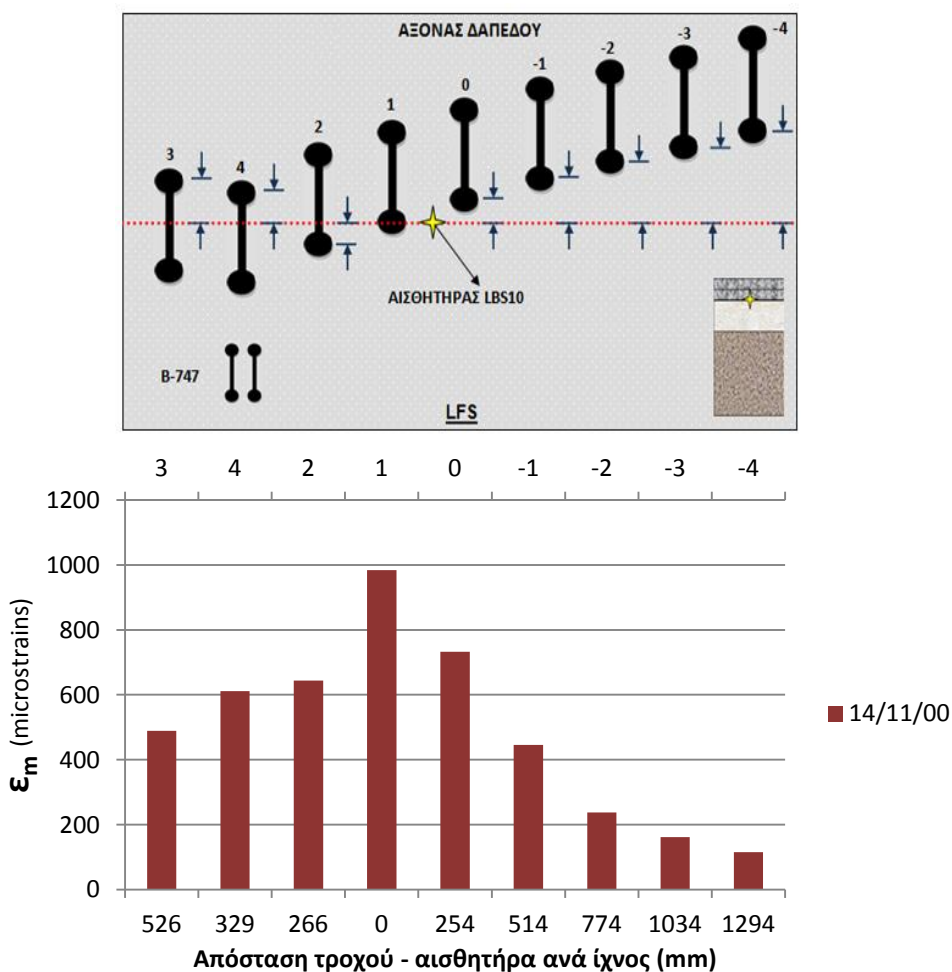 ΑΞΟΝΑΣ ΔΑΠΕΔΟΥ
3 4 2 1 0 -1 -2 -3 -4
ΑΙΣΘΗΤΗΡΑΣ LBS10
B-747
LFS
3 4 2 1 0 -1 -2 -3 -4
1200
1000
800
600
400
200
0
εm (microstrains)
14/11/00
526 329 266 0 254 514 774 1034 1294
Απόσταση τροχού - αισθητήρα ανά ίχνος (mm)